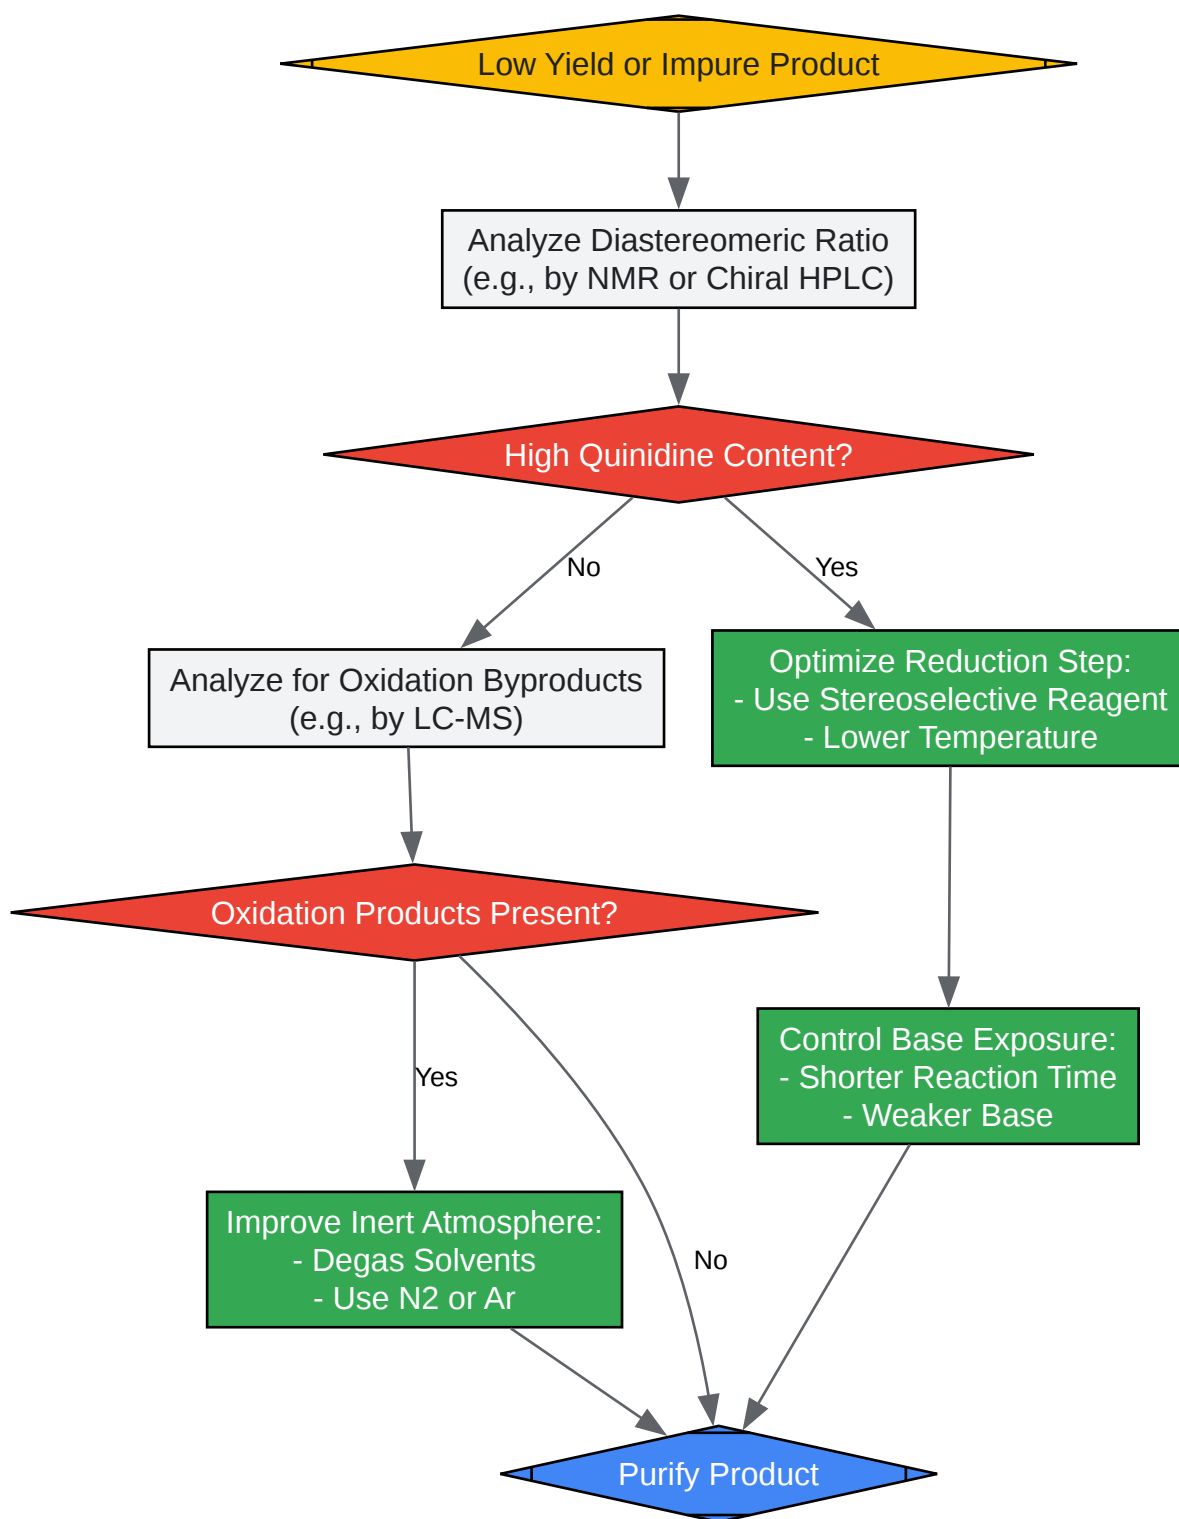 Low Yield or Impure Product
Analyze Diastereomeric Ratio
(e.g., by NMR or Chiral HPLC)
High Quinidine Content?
No
Yes
Optimize Reduction Step:
- Use Stereoselective Reagent
- Lower Temperature
Analyze for Oxidation Byproducts
(e.g., by LC-MS)
Oxidation Products Present?
Control Base Exposure:
- Shorter Reaction Time
- Weaker Base
Yes
Improve Inert Atmosphere:
- Degas Solvents
- Use N2 or Ar
No
Purify Product